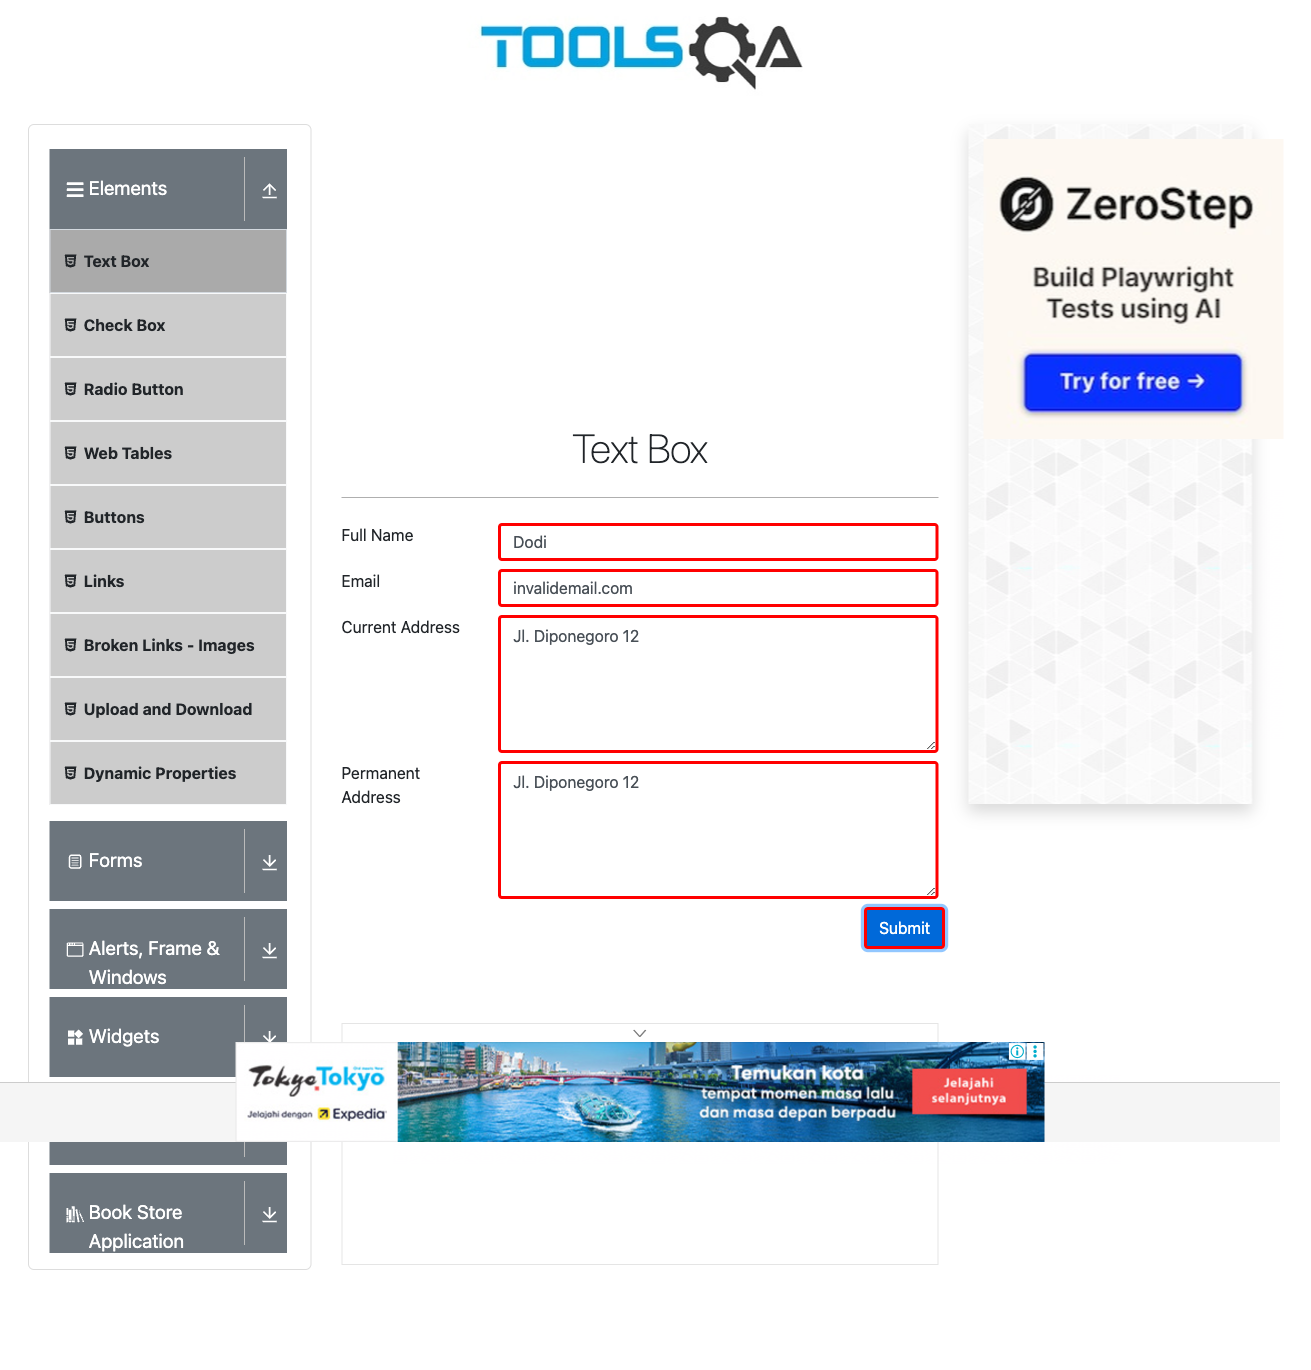 TOOLSQA
Elements
Text Box
Check Box
Radio Button
Web Tables
Buttons
Links
Broken Links - Images
Upload and Download
Dynamic Properties
Forms
Alerts, Frame &
Windows
Widgets
Book Store
Application
Text Box
Full Name
Dodi
Email
invalidemail.com
Current Address
Jl. Diponegoro 12
Permanent
Address
Jl. Diponegoro 12
Submit
ZeroStep
Build Playwright
Tests using AI
Try for free →
Tokyo Tokyo
Jelajahi dengan Expedia
Temukan kota
tempat momen masa lalu
dan masa depan berpadu
Jelajahi
selanjutnya